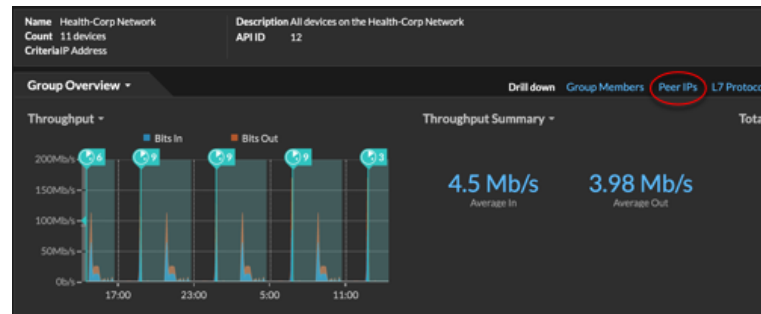 Name Health-Corp Network
Count 11 devices
CriteriaIP Address
Description All devices on the Health-Corp Network
API ID 12
Group Overview
Drill down Group Members Peer IPs L7 Protoco
Throughput
Bits In Bits Out
6 9 9 9 3
200Mb/s
150Mb/s
100Mb/s
50Mb/s
0b/s
17:00 23:00 5:00 11:00
Throughput Summary
4.5 Mb/s
Average In
3.98 Mb/s
Average Out
Tota